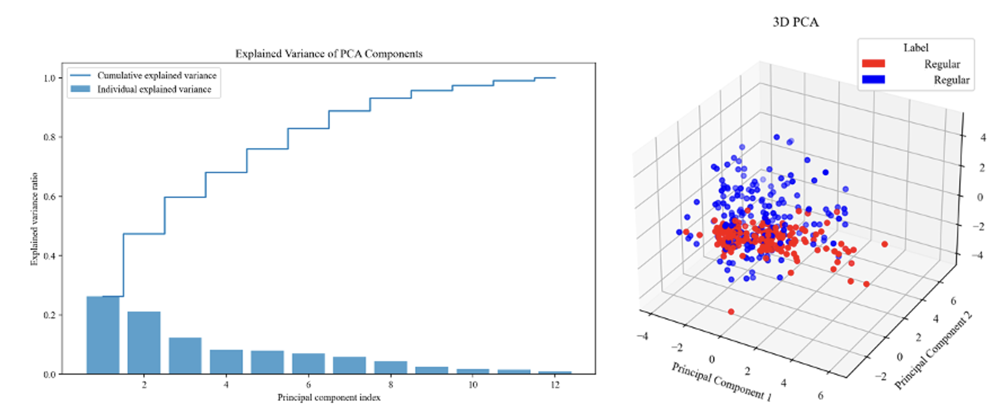 Explained Variance of PCA Components
Cumulative explained variance
Individual explained variance
Explained variance ratio
1.0
0.8
0.6
0.4
0.2
0.0
2 4 6 8 10 12
Principal component index
3D PCA
Label
Regular
Regular
4
2
0
−2
−4
6
4
2
0
−2
Principal Component 2
−4
−2
0
2
4
6
Principal Component 1